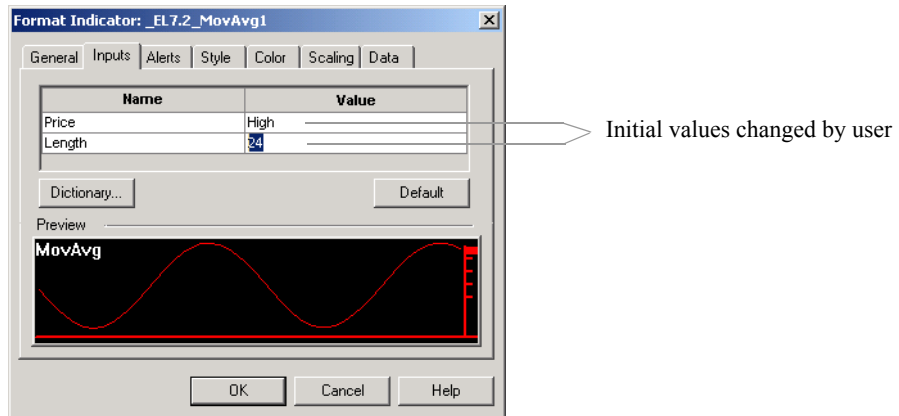 Format Indicator: _EL7.2_MovAvg1
General Inputs Alerts Style Color Scaling Data
Name Value
Price High
Length 24
Initial values changed by user
Dictionary... Default
Preview
MovAvg
OK Cancel Help